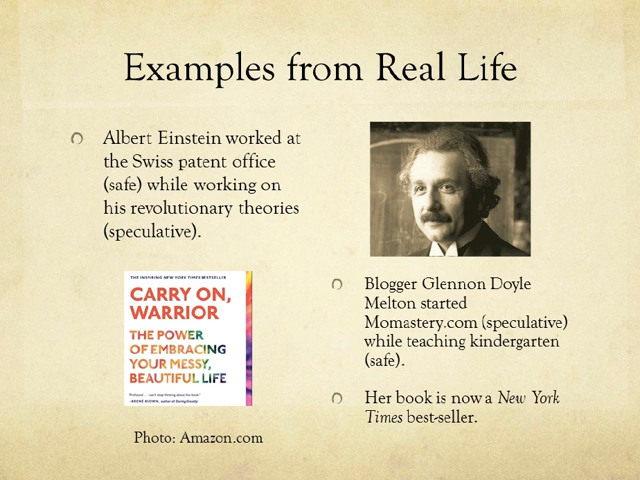 Examples from Real Life
Albert Einstein worked at
the Swiss patent office
(safe) while working on
his revolutionary theories
(speculative).
THE INSPIRING NEW YORK TIMES BESTSELLER
CARRY ON,
WARRIOR
THE POWER
OF EMBRACING
YOUR MESSY,
BEAUTIFUL LIFE
Profound . . . can't stop thinking about the book."
—BRENÉ BROWN, author of Daring Greatly
Photo: Amazon.com
Blogger Glennon Doyle
Melton started
Momastery.com (speculative)
while teaching kindergarten
(safe).
Her book is now a New York
Times best-seller.